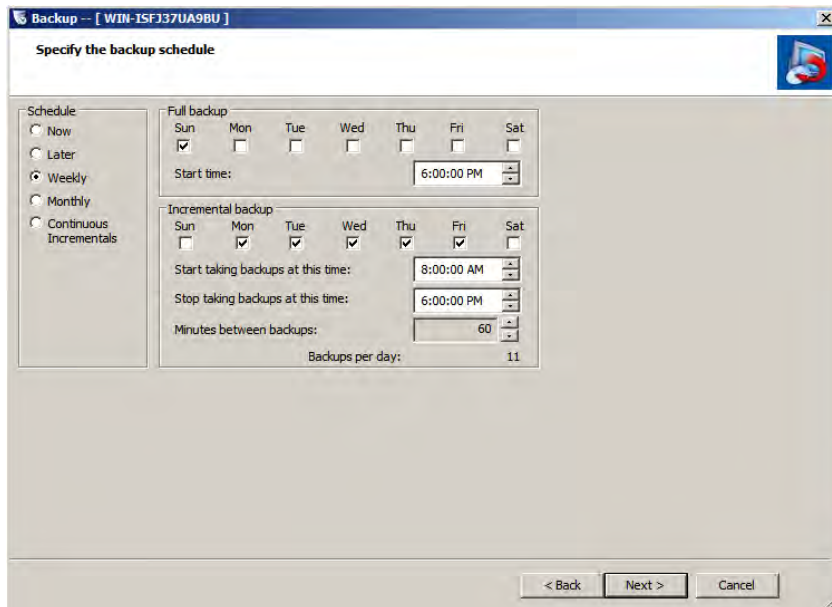 Backup -- [ WIN-ISFJ37UA9BU ]
Specify the backup schedule
Schedule
Now
Later
Weekly
Monthly
Continuous
Incrementals
Full backup
Sun Mon Tue Wed Thu Fri Sat
Start time: 6:00:00 PM
Incremental backup
Sun Mon Tue Wed Thu Fri Sat
Start taking backups at this time: 8:00:00 AM
Stop taking backups at this time: 6:00:00 PM
Minutes between backups: 60
Backups per day: 11
< Back Next > Cancel